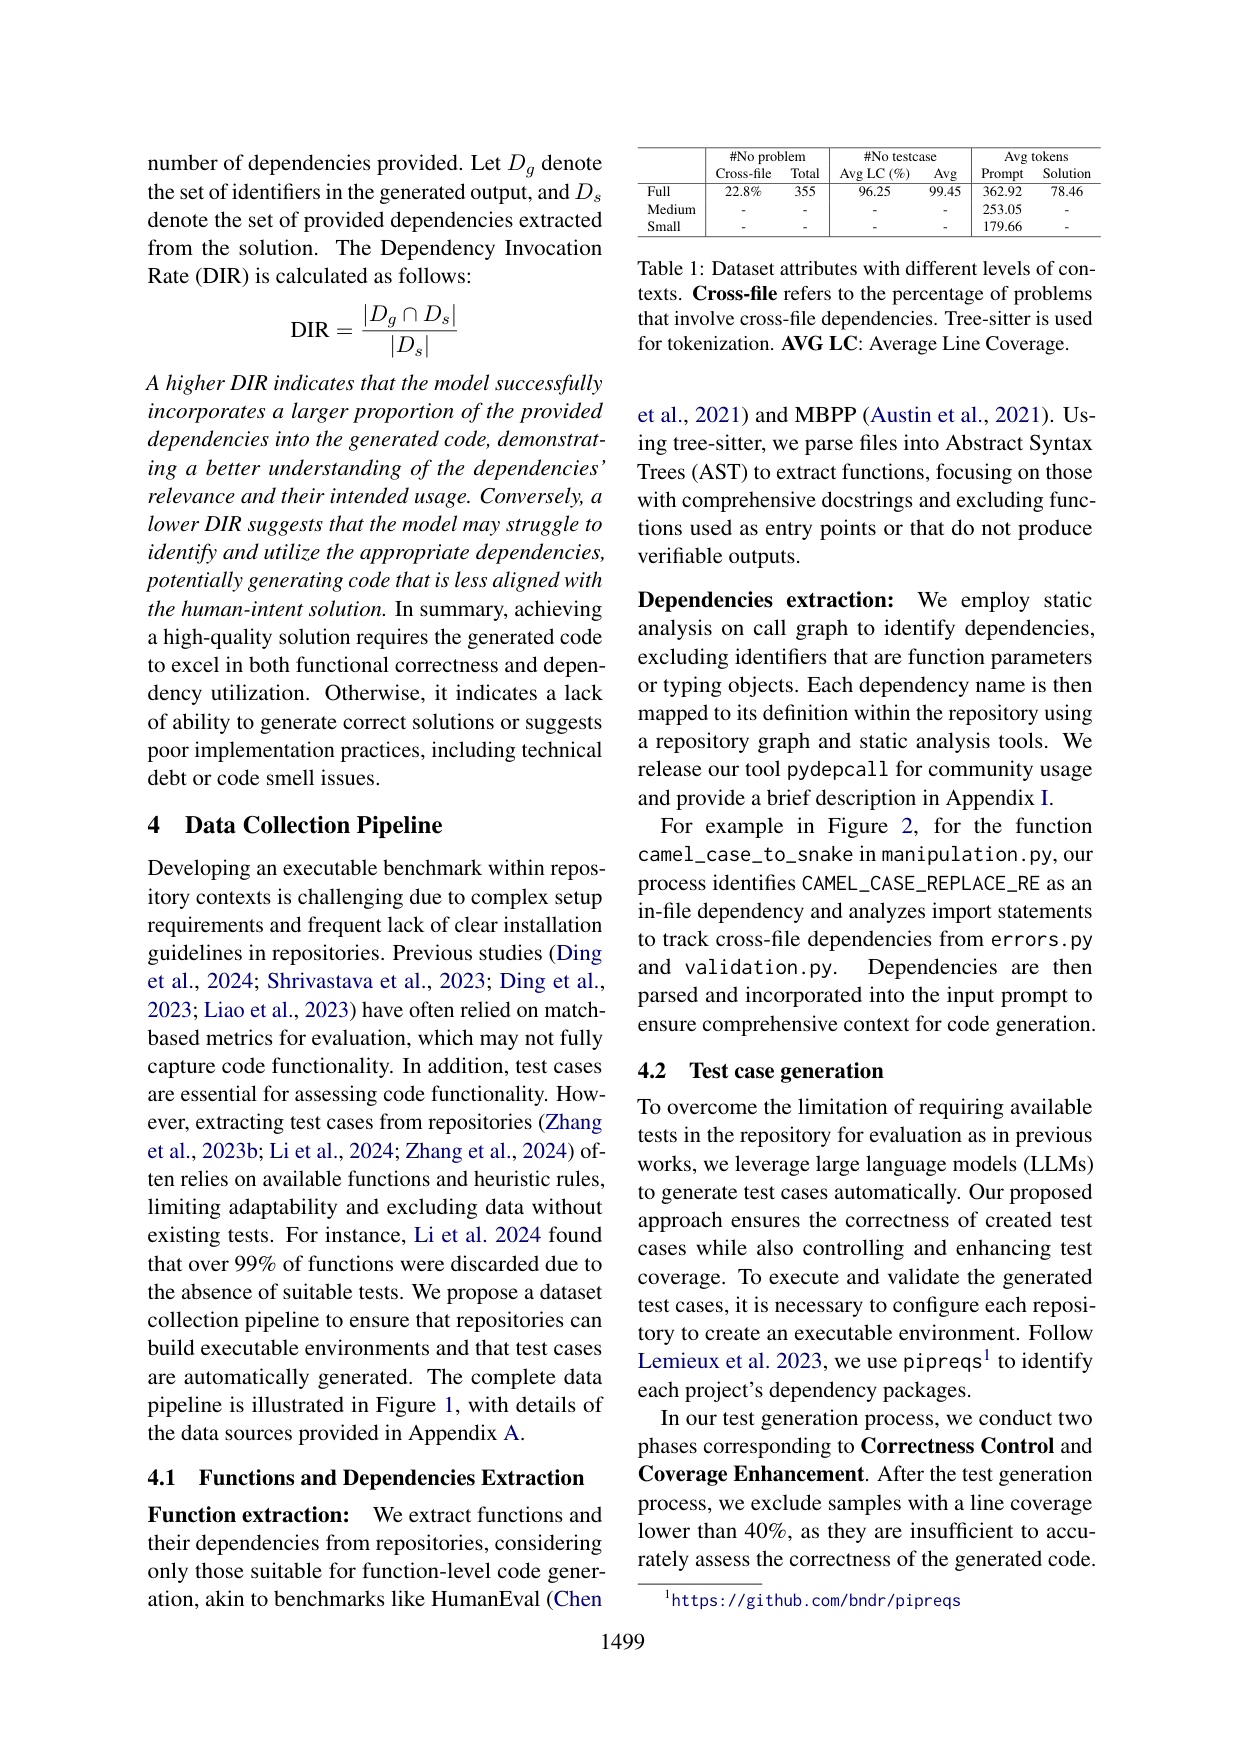 number of dependencies provided. Let Dg denote
the set of identifiers in the generated output, and Ds
denote the set of provided dependencies extracted
from the solution. The Dependency Invocation
Rate (DIR) is calculated as follows:
DIR = |Dg ∩ Ds| / |Ds|
A higher DIR indicates that the model successfully
incorporates a larger proportion of the provided
dependencies into the generated code, demonstrat-
ing a better understanding of the dependencies'
relevance and their intended usage. Conversely, a
lower DIR suggests that the model may struggle to
identify and utilize the appropriate dependencies,
potentially generating code that is less aligned with
the human-intent solution. In summary, achieving
a high-quality solution requires the generated code
to excel in both functional correctness and depen-
dency utilization. Otherwise, it indicates a lack
of ability to generate correct solutions or suggests
poor implementation practices, including technical
debt or code smell issues.
4 Data Collection Pipeline
Developing an executable benchmark within repos-
itory contexts is challenging due to complex setup
requirements and frequent lack of clear installation
guidelines in repositories. Previous studies (Ding
et al., 2024; Shrivastava et al., 2023; Ding et al.,
2023; Liao et al., 2023) have often relied on match-
based metrics for evaluation, which may not fully
capture code functionality. In addition, test cases
are essential for assessing code functionality. How-
ever, extracting test cases from repositories (Zhang
et al., 2023b; Li et al., 2024; Zhang et al., 2024) of-
ten relies on available functions and heuristic rules,
limiting adaptability and excluding data without
existing tests. For instance, Li et al. 2024 found
that over 99% of functions were discarded due to
the absence of suitable tests. We propose a dataset
collection pipeline to ensure that repositories can
build executable environments and that test cases
are automatically generated. The complete data
pipeline is illustrated in Figure 1, with details of
the data sources provided in Appendix A.
4.1 Functions and Dependencies Extraction
Function extraction: We extract functions and
their dependencies from repositories, considering
only those suitable for function-level code gener-
ation, akin to benchmarks like HumanEval (Chen
#No problem #No testcase Avg tokens
Cross-file Total Avg LC (%) Avg Prompt Solution
Full 22.8% 355 96.25 99.45 362.92 78.46
Medium - - - - 253.05 -
Small - - - - 179.66 -
Table 1: Dataset attributes with different levels of con-
texts. Cross-file refers to the percentage of problems
that involve cross-file dependencies. Tree-sitter is used
for tokenization. AVG LC: Average Line Coverage.
et al., 2021) and MBPP (Austin et al., 2021). Us-
ing tree-sitter, we parse files into Abstract Syntax
Trees (AST) to extract functions, focusing on those
with comprehensive docstrings and excluding func-
tions used as entry points or that do not produce
verifiable outputs.
Dependencies extraction: We employ static
analysis on call graph to identify dependencies,
excluding identifiers that are function parameters
or typing objects. Each dependency name is then
mapped to its definition within the repository using
a repository graph and static analysis tools. We
release our tool pydepcall for community usage
and provide a brief description in Appendix I.
For example in Figure 2, for the function
camel_case_to_snake in manipulation.py, our
process identifies CAMEL_CASE_REPLACE_RE as an
in-file dependency and analyzes import statements
to track cross-file dependencies from errors.py
and validation.py. Dependencies are then
parsed and incorporated into the input prompt to
ensure comprehensive context for code generation.
4.2 Test case generation
To overcome the limitation of requiring available
tests in the repository for evaluation as in previous
works, we leverage large language models (LLMs)
to generate test cases automatically. Our proposed
approach ensures the correctness of created test
cases while also controlling and enhancing test
coverage. To execute and validate the generated
test cases, it is necessary to configure each reposi-
tory to create an executable environment. Follow
Lemieux et al. 2023, we use pipreqs1 to identify
each project's dependency packages.
In our test generation process, we conduct two
phases corresponding to Correctness Control and
Coverage Enhancement. After the test generation
process, we exclude samples with a line coverage
lower than 40%, as they are insufficient to accu-
rately assess the correctness of the generated code.
1https://github.com/bndr/pipreqs
1499